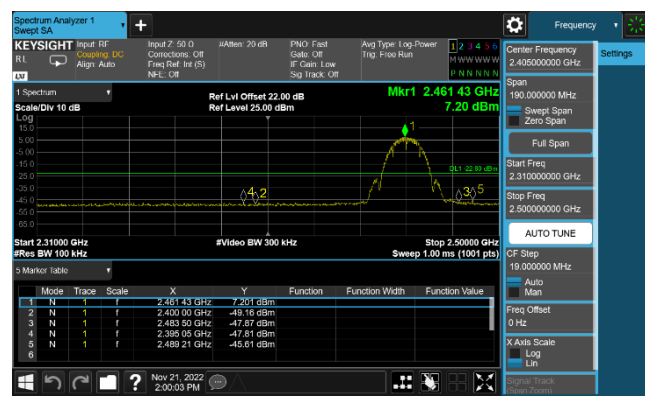 Spectrum Analyzer 1
Swept SA
+
Frequency
KEYSIGHT
RL
Input: RF
Coupling: DC
Align: Auto
Input Z: 50 Ω
Corrections: Off
Freq Ref: Int (S)
NFE: Off
#Atten: 20 dB
PNO: Fast
Gate: Off
IF Gain: Low
Sig Track: Off
Avg Type: Log-Power
Trig: Free Run
1 2 3 4 5 6
M W W W W W
P N N N N N
LXI
1 Spectrum
Scale/Div 10 dB
Ref Lvl Offset 22.00 dB
Ref Level 25.00 dBm
Mkr1 2.461 43 GHz
7.20 dBm
Log
15.0
5.00
-5.00
-15.0
-25.0
-35.0
-45.0
-55.0
-65.0
1
DL1 -22.80 dBm
4 2
3 5
Start 2.31000 GHz
#Res BW 100 kHz
#Video BW 300 kHz
Stop 2.50000 GHz
Sweep 1.00 ms (1001 pts)
5 Marker Table
Mode Trace Scale X Y Function Function Width Function Value
1 N 1 f 2.461 43 GHz 7.201 dBm
2 N 1 f 2.400 00 GHz -49.16 dBm
3 N 1 f 2.483 50 GHz -47.87 dBm
4 N 1 f 2.395 05 GHz -47.81 dBm
5 N 1 f 2.489 21 GHz -45.61 dBm
6
?
Nov 21, 2022
2:00:03 PM
Center Frequency
2.405000000 GHz
Settings
Span
190.000000 MHz
Swept Span
Zero Span
Full Span
Start Freq
2.310000000 GHz
Stop Freq
2.500000000 GHz
AUTO TUNE
CF Step
19.000000 MHz
Auto
Man
Freq Offset
0 Hz
X Axis Scale
Log
Lin
Signal Track
(Span Zoom)